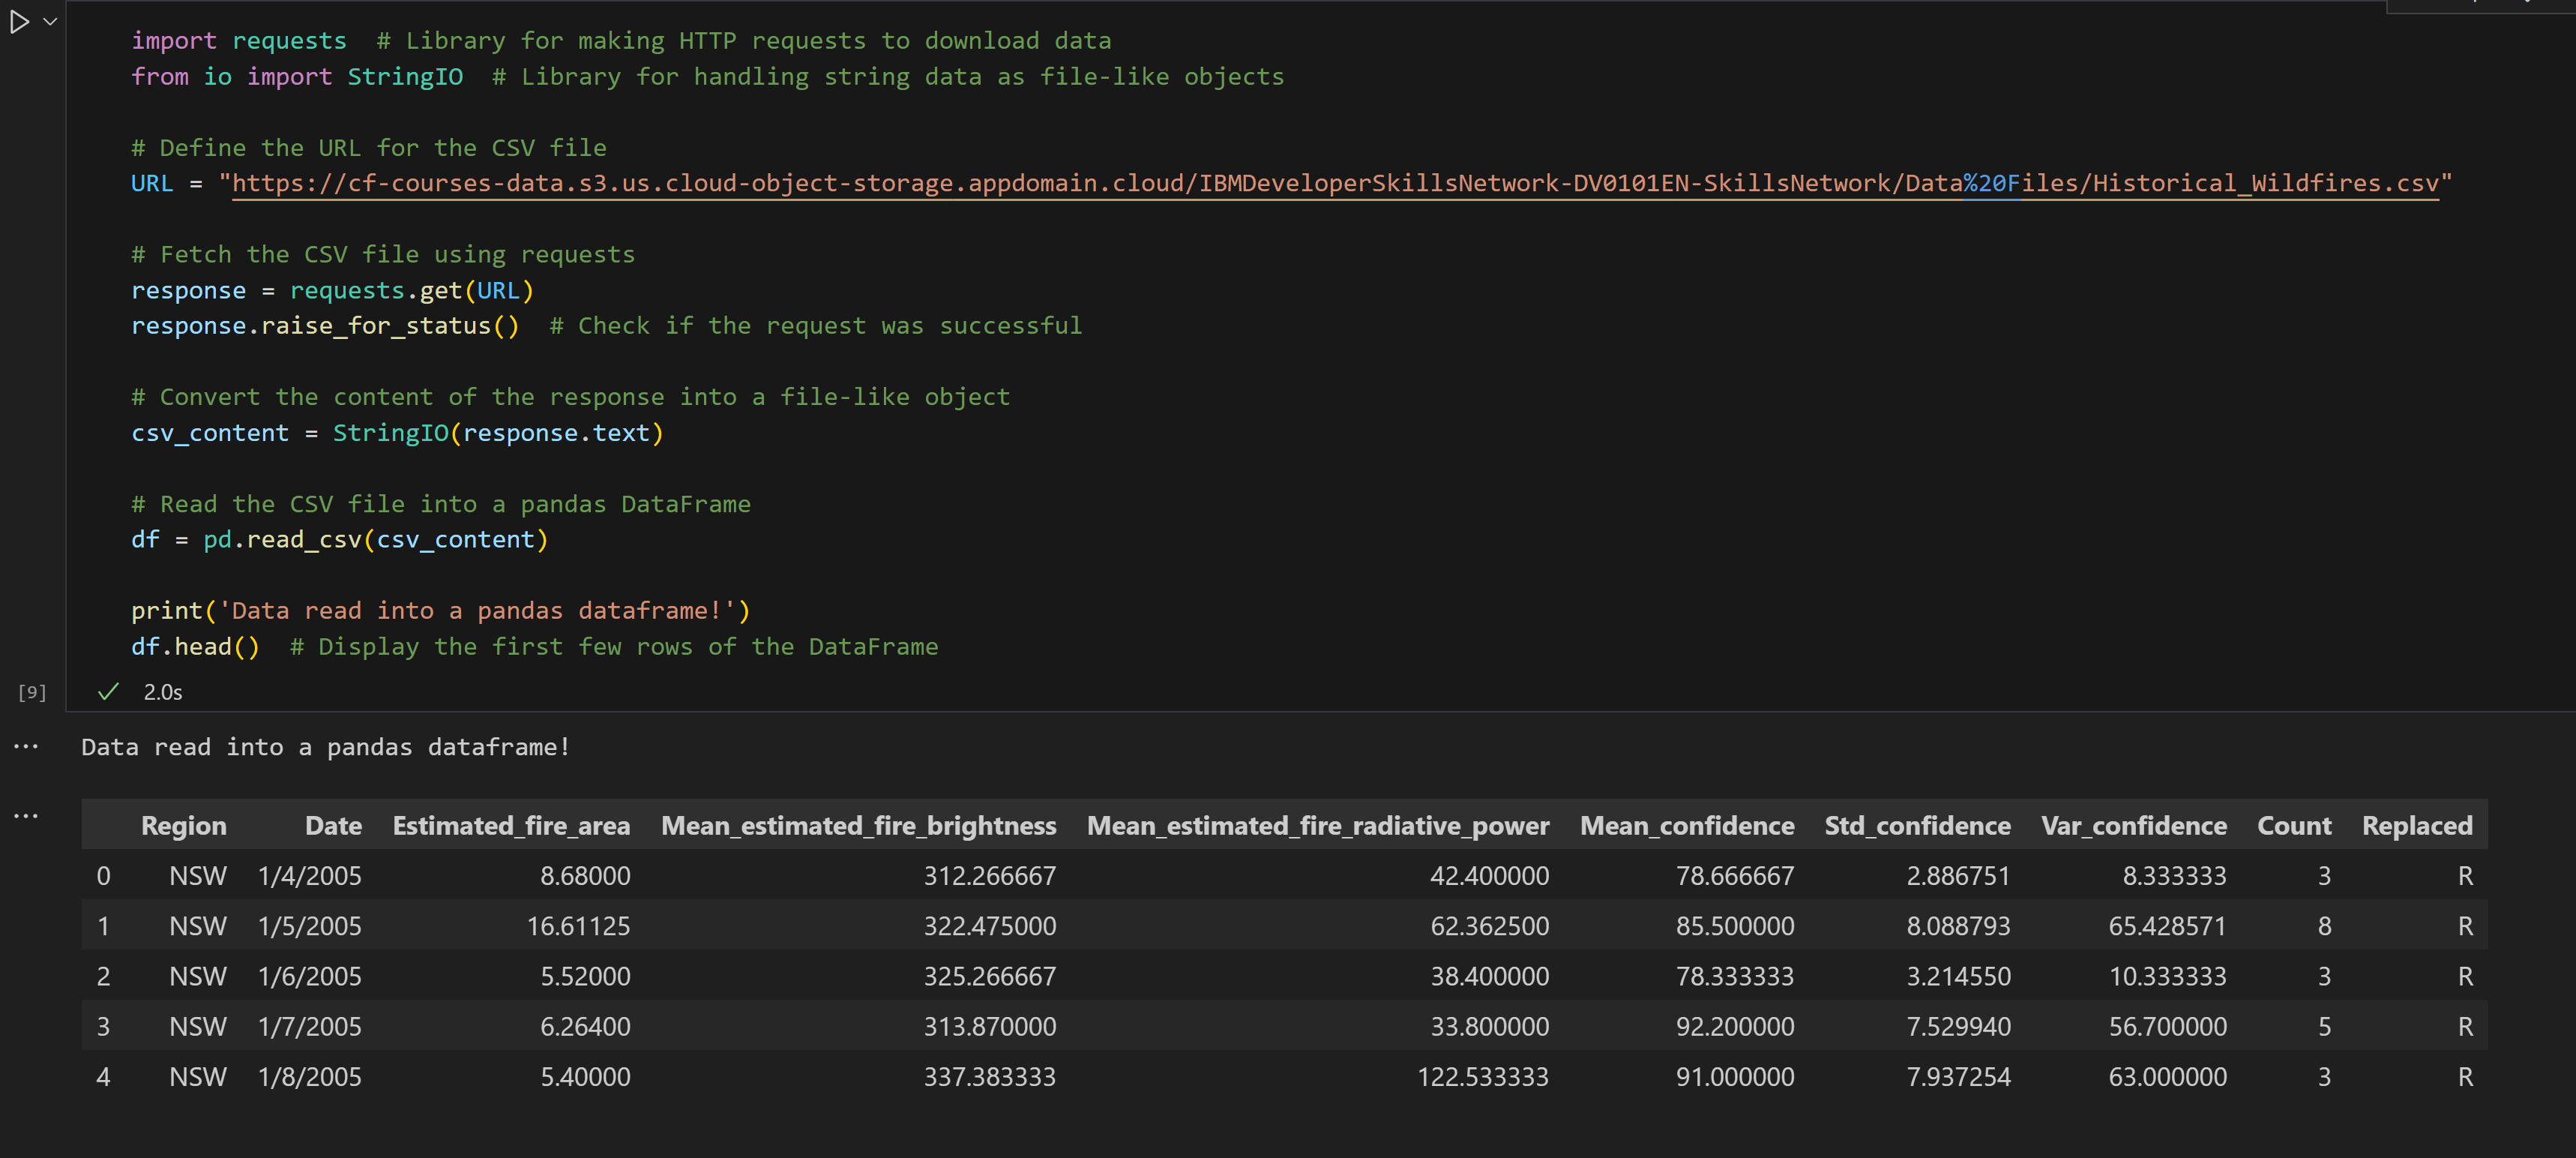 import requests  # Library for making HTTP requests to download data
from io import StringIO  # Library for handling string data as file-like objects
# Define the URL for the CSV file
URL = "https://cf-courses-data.s3.us.cloud-object-storage.appdomain.cloud/IBMDeveloperSkillsNetwork-DV0101EN-SkillsNetwork/Data%20Files/Historical_Wildfires.csv"
# Fetch the CSV file using requests
response = requests.get(URL)
response.raise_for_status()  # Check if the request was successful
# Convert the content of the response into a file-like object
csv_content = StringIO(response.text)
# Read the CSV file into a pandas DataFrame
df = pd.read_csv(csv_content)
print('Data read into a pandas dataframe!')
df.head()  # Display the first few rows of the DataFrame
[9] 2.0s
Data read into a pandas dataframe!
Region Date Estimated_fire_area Mean_estimated_fire_brightness Mean_estimated_fire_radiative_power Mean_confidence Std_confidence Var_confidence Count Replaced
0 NSW 1/4/2005 8.68000 312.266667 42.400000 78.666667 2.886751 8.333333 3 R
1 NSW 1/5/2005 16.61125 322.475000 62.362500 85.500000 8.088793 65.428571 8 R
2 NSW 1/6/2005 5.52000 325.266667 38.400000 78.333333 3.214550 10.333333 3 R
3 NSW 1/7/2005 6.26400 313.870000 33.800000 92.200000 7.529940 56.700000 5 R
4 NSW 1/8/2005 5.40000 337.383333 122.533333 91.000000 7.937254 63.000000 3 R